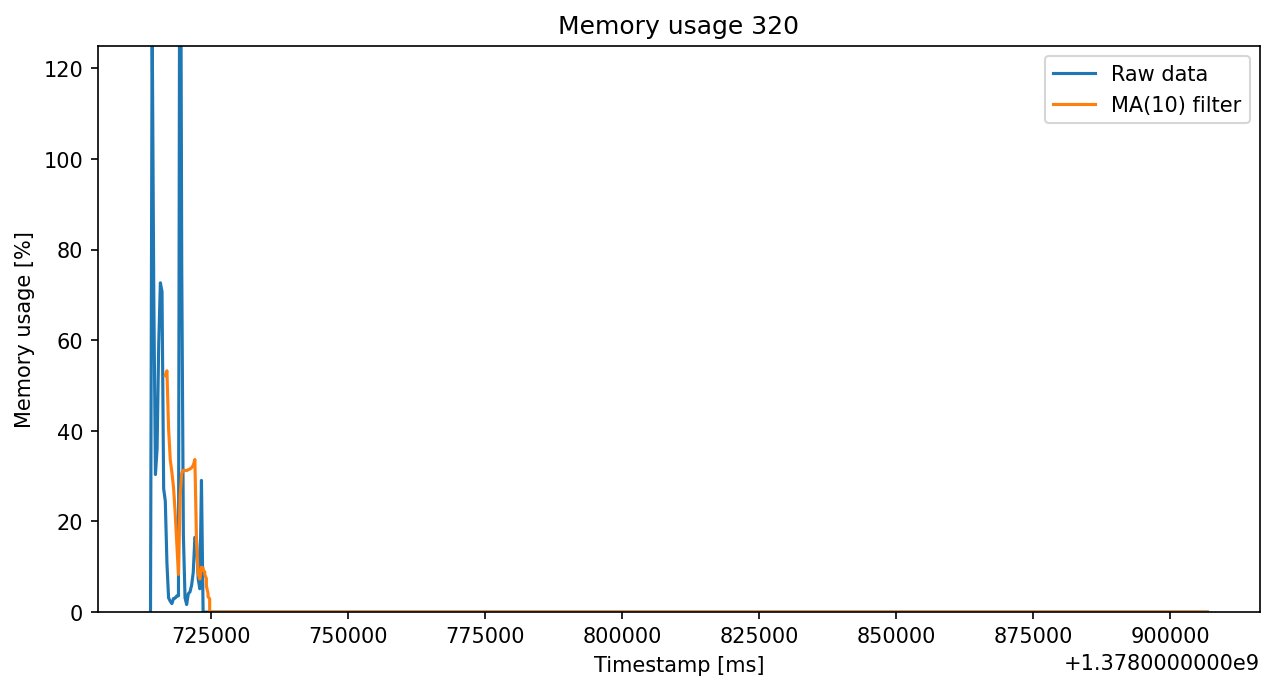 Memory usage 320
Raw data
MA(10) filter
Memory usage [%]
120
100
80
60
40
20
0
725000 750000 775000 800000 825000 850000 875000 900000
Timestamp [ms]
+1.3780000000e9